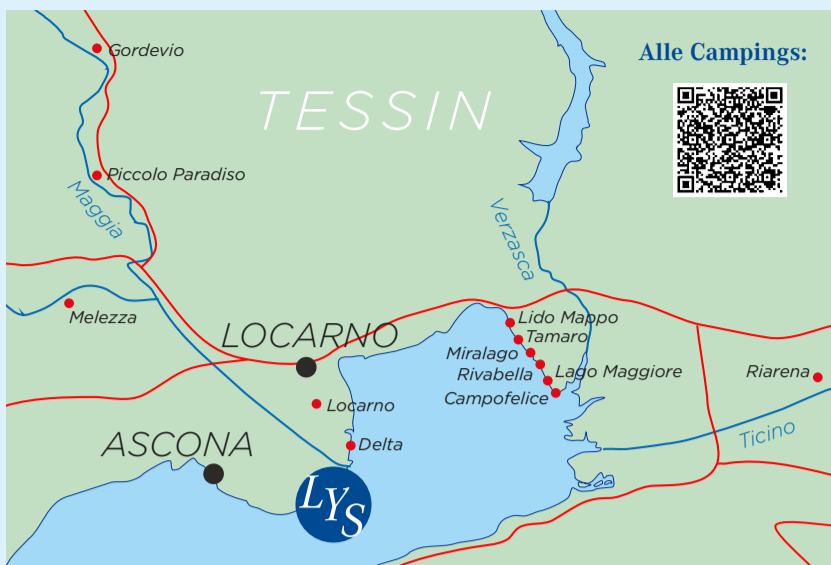 Gordevio
Alle Campings:
TESSIN
Piccolo Paradiso
Maggia
Verzasca
Melezza
Lido Mappo
Tamaro
LOCARNO
Miralago
Rivabella
Lago Maggiore
Riarena
Campofelice
Locarno
Ticino
ASCONA
Delta
LYS